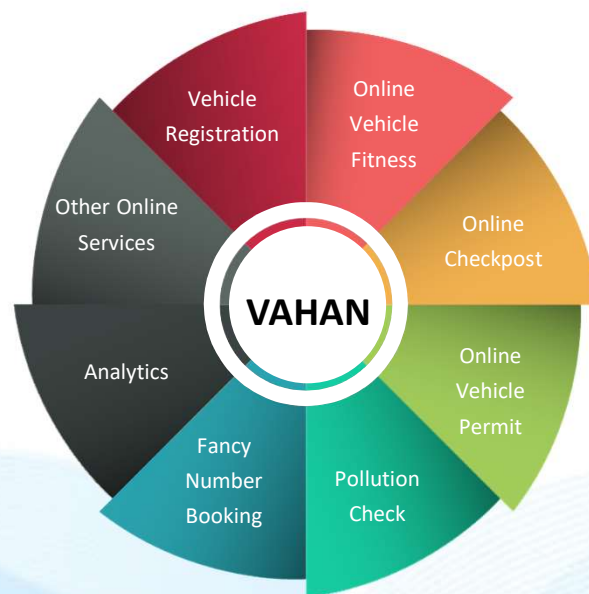 Vehicle
Registration
Online
Vehicle
Fitness
Other Online
Services
Online
Checkpost
VAHAN
Analytics
Online
Vehicle
Permit
Fancy
Number
Booking
Pollution
Check